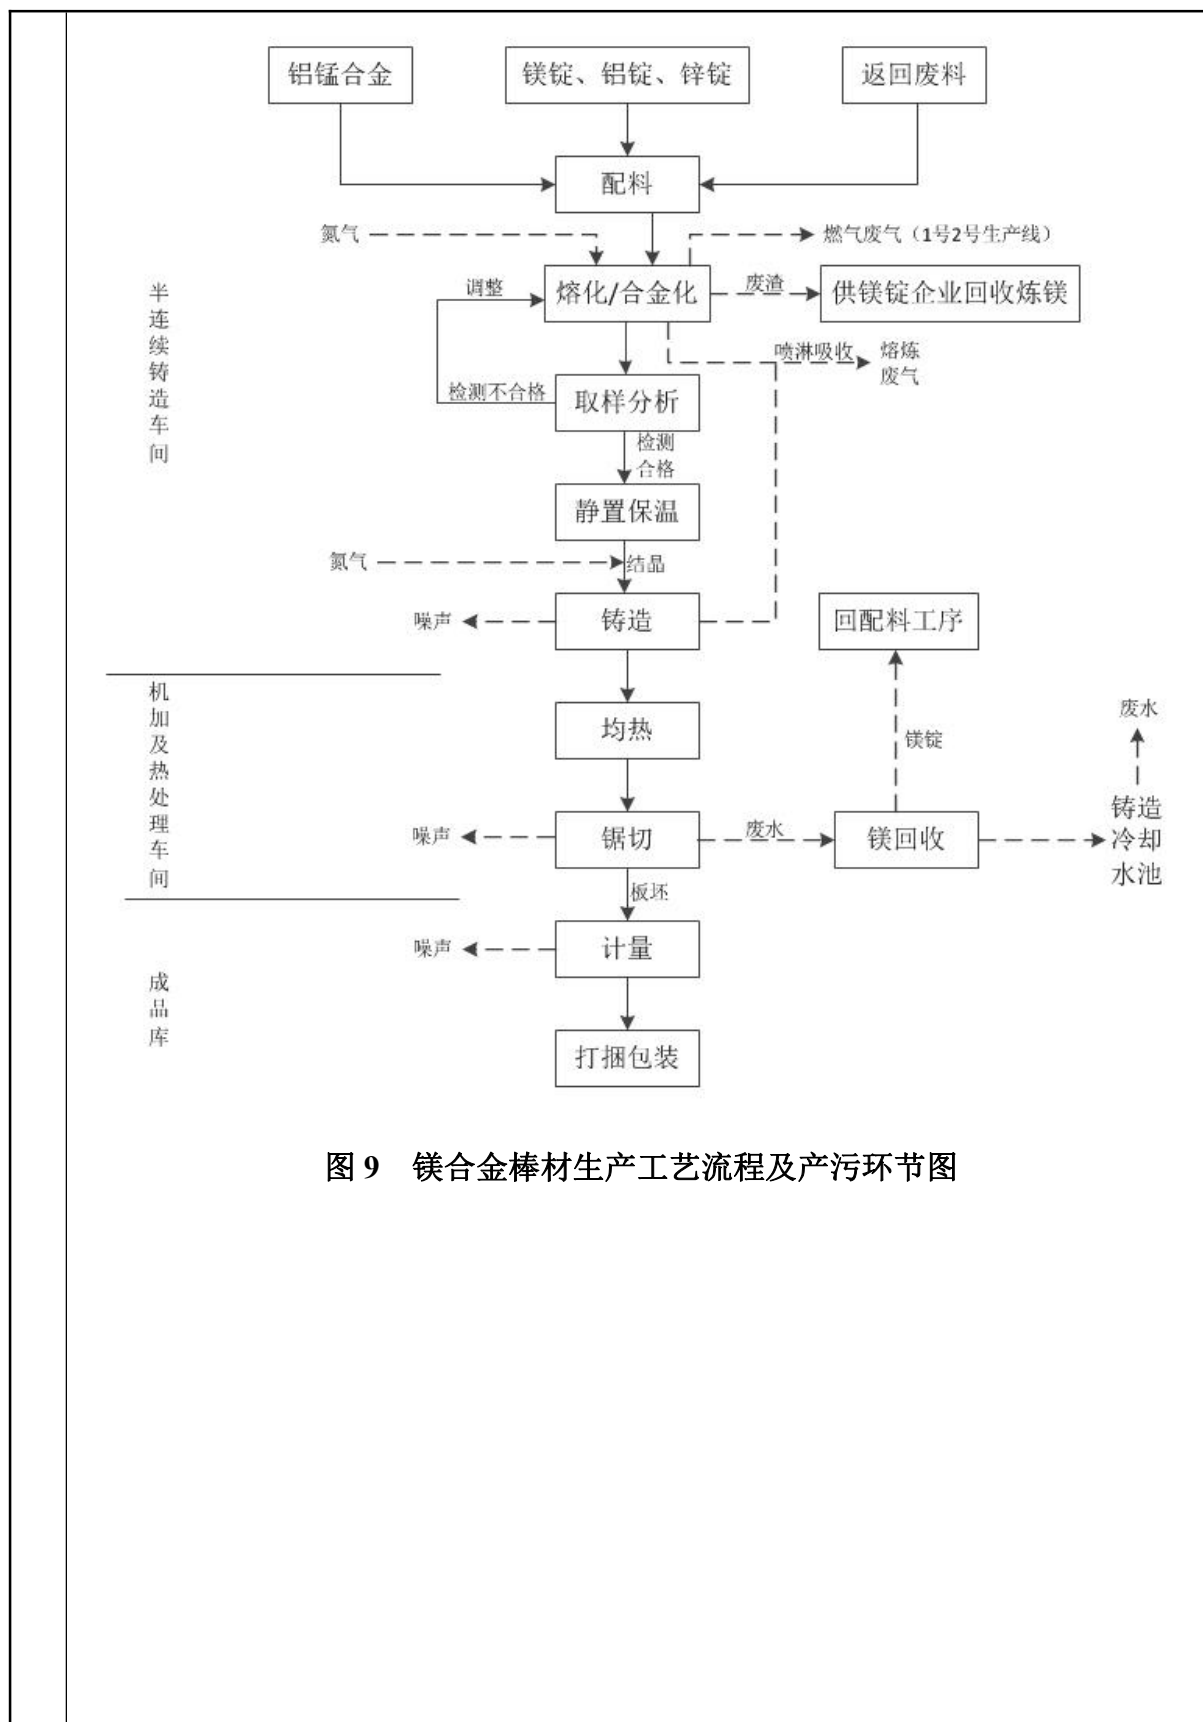 铝锰合金
镁锭、铝锭、锌锭
返回废料
配料
氮气
燃气废气（1号2号生产线）
调整
熔化/合金化
废渣
供镁锭企业回收炼镁
喷淋吸收
熔炼
废气
检测不合格
取样分析
检测
合格
静置保温
氮气
结晶
噪声
铸造
回配料工序
半连续铸造车间
均热
镁锭
废水
机加及热处理车间
噪声
锯切
废水
镁回收
铸造
冷却
水池
板坯
噪声
计量
成品库
打捆包装
图 9 镁合金棒材生产工艺流程及产污环节图